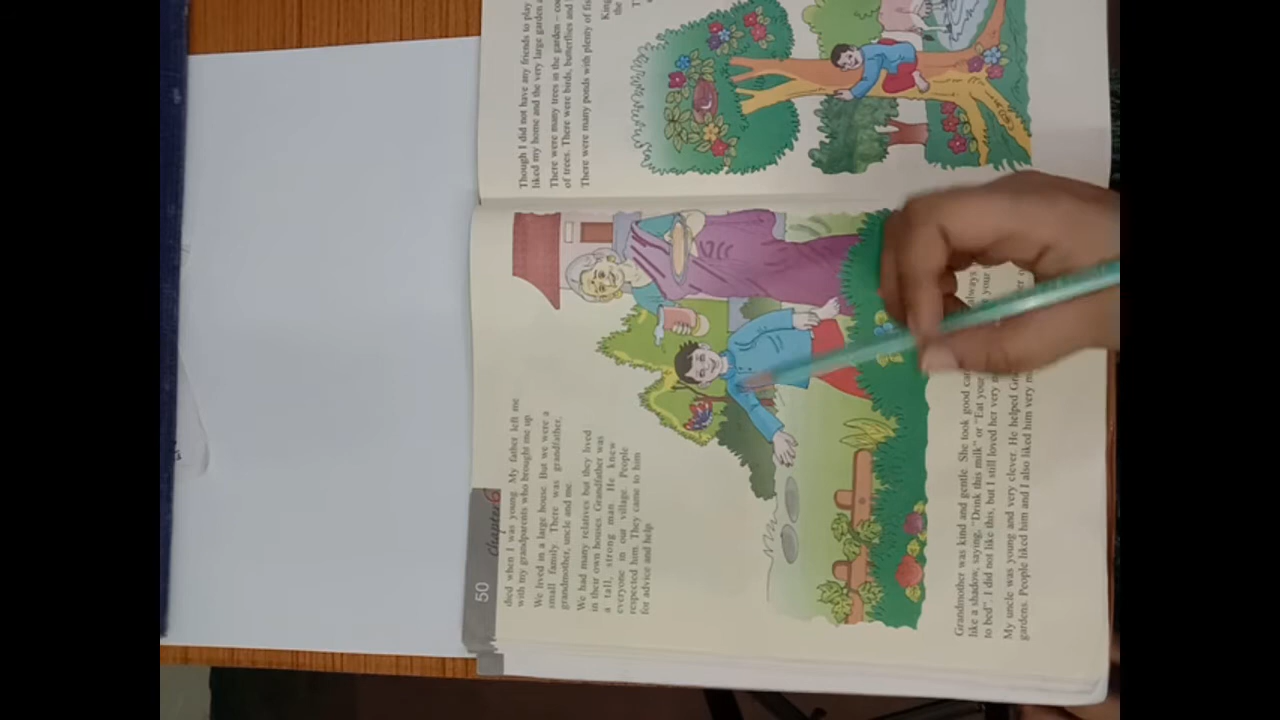 50
chapter 6
died when I was young. My father left me
with my grandparents who brought me up.
We lived in a large house. But we were a
small family. There was grandfather,
grandmother, uncle and me.
We had many relatives but they lived
in their own houses. Grandfather was
a tall, strong man. He knew
everyone in our village. People
respected him. They came to him
for advice and help.
Grandmother was kind and gentle. She took good
like a shadow, saying, "Drink this milk" or "Eat your
to bed". I did not like this, but I still loved her very
My uncle was young and very clever. He helped
gardens. People liked him and I also liked him very
always
your
Though I did not have any friends to play
liked my home and the very large garden
There were many trees in the garden –
of trees. There were birds, butterflies and
There were many ponds with plenty of
the